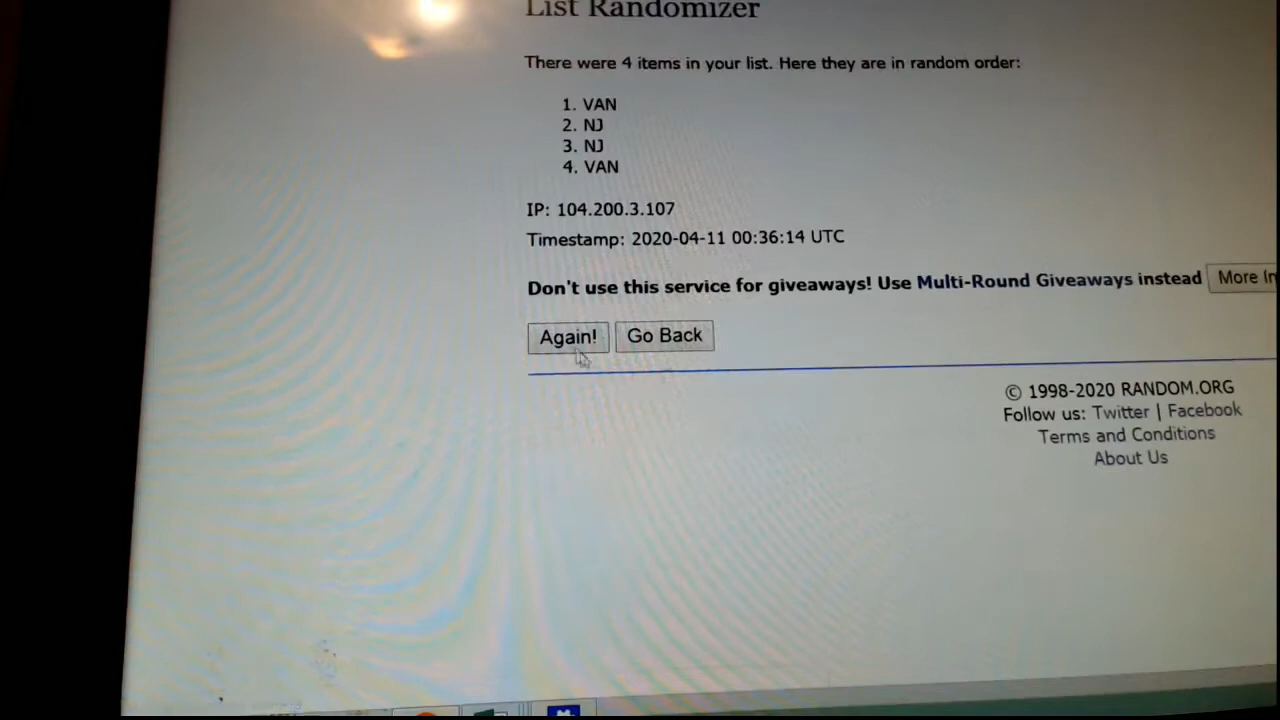 List Randomizer
There were 4 items in your list. Here they are in random order:
1. VAN
2. NJ
3. NJ
4. VAN
IP: 104.200.3.107
Timestamp: 2020-04-11 00:36:14 UTC
Don't use this service for giveaways! Use Multi-Round Giveaways instead More In
Again! Go Back
© 1998-2020 RANDOM.ORG
Follow us: Twitter | Facebook
Terms and Conditions
About Us